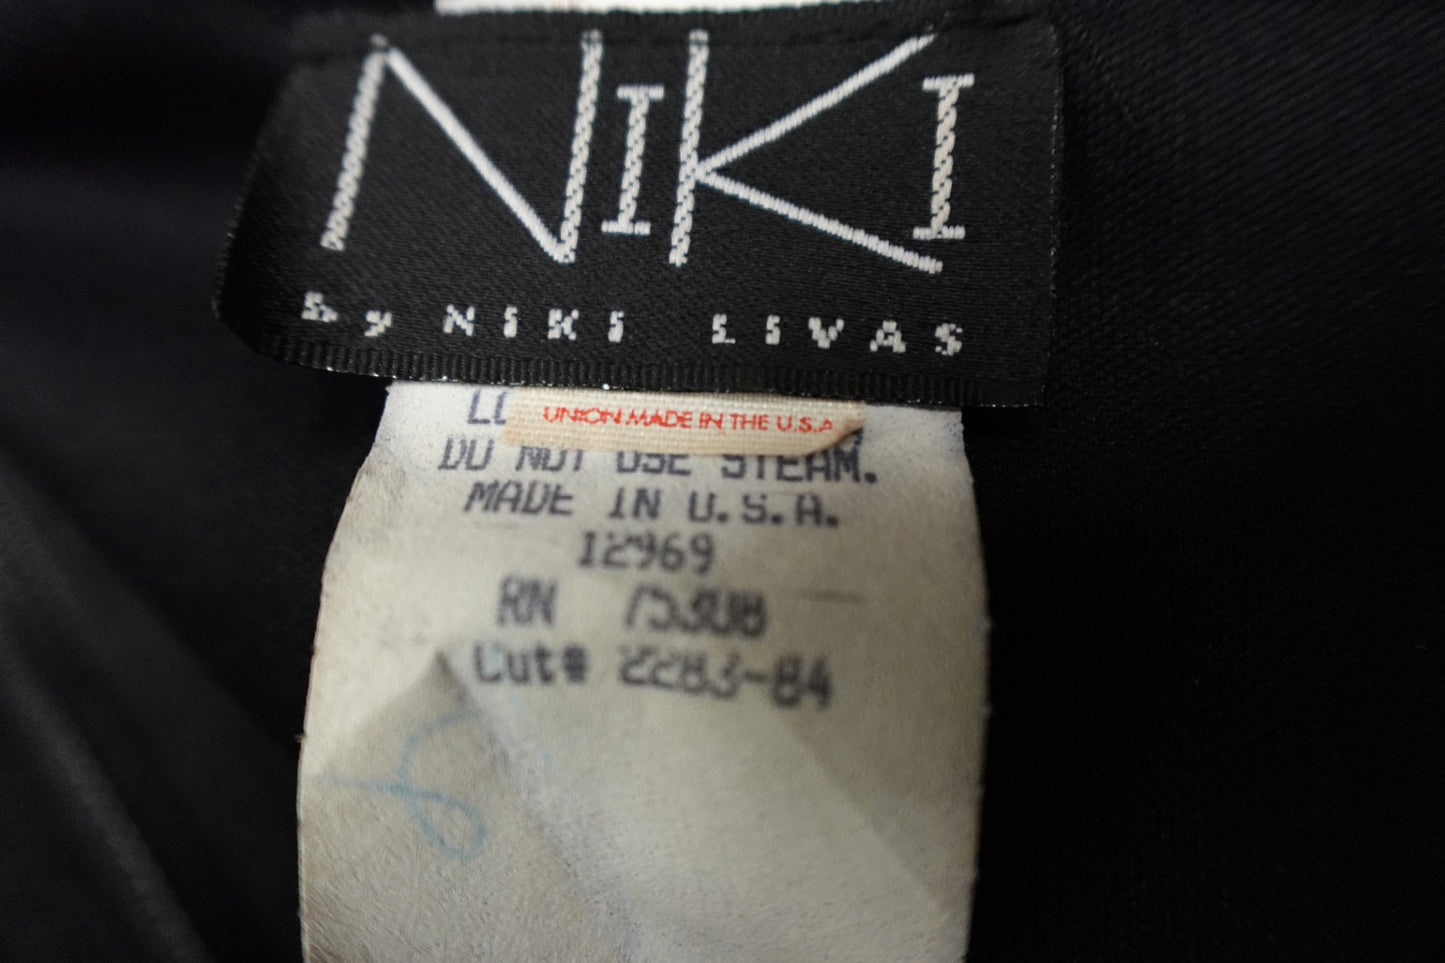 NiKI
by NIKI LIVAS
UNION MADE IN THE U.S.A
DO NOT USE STEAM.
MADE IN U.S.A.
12969
RN 75308
Cut# 2283-84